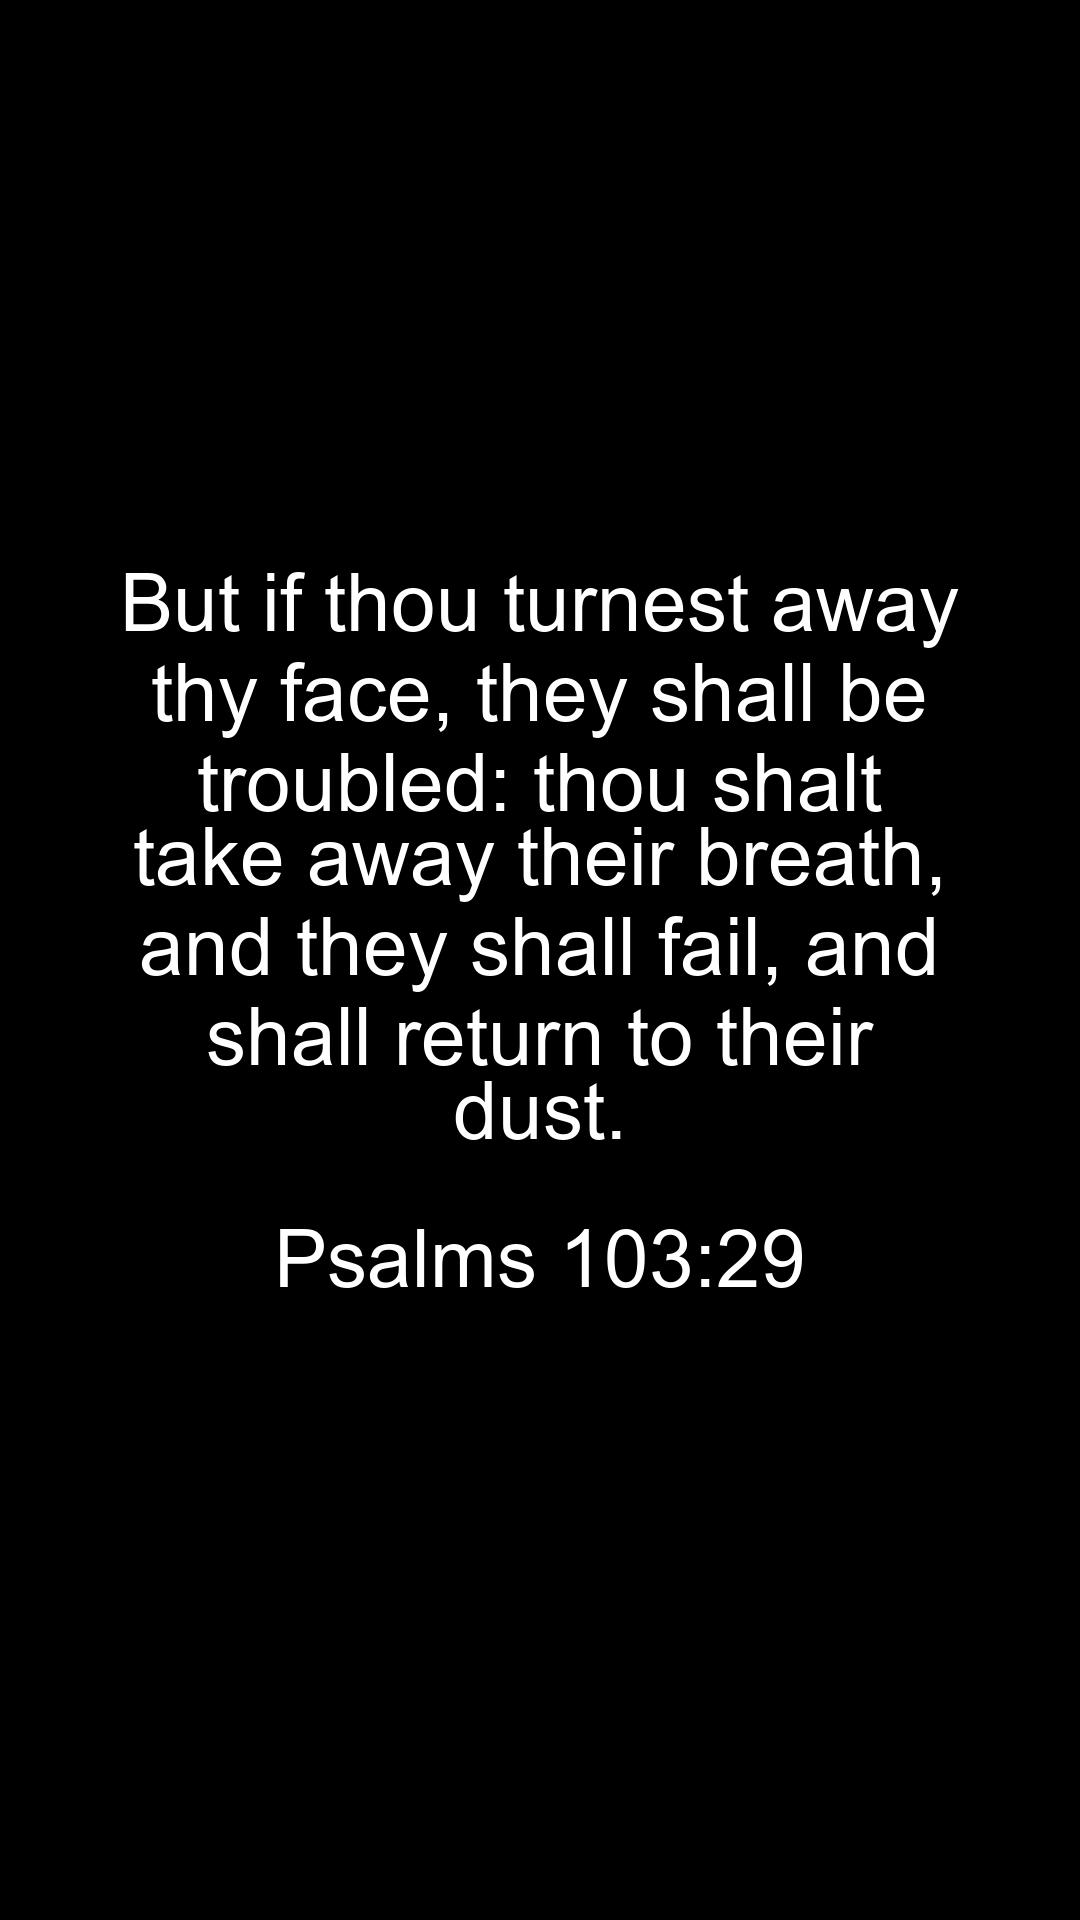 But if thou turnest away
thy face, they shall be
troubled: thou shalt
take away their breath,
and they shall fail, and
shall return to their
dust.
Psalms 103:29